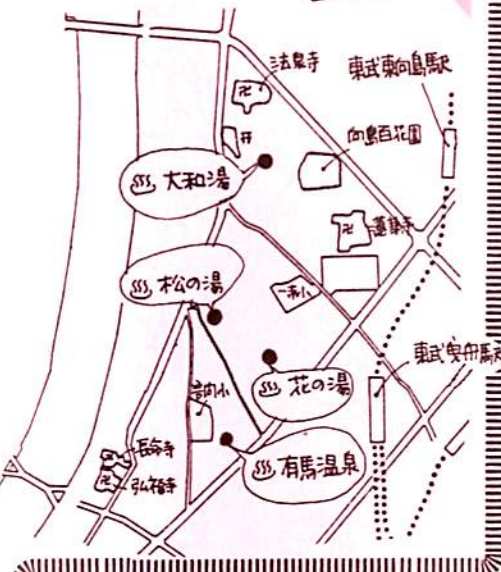 法泉寺
東武東向島駅
向島百花園
大和湯
蓮華寺
松の湯
一寺小
東武曳舟駅
花の湯
言問小
有馬温泉
長命寺
弘福寺